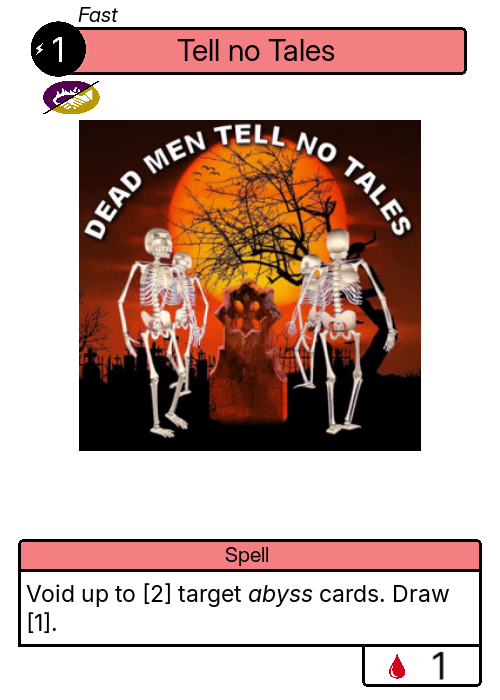 Fast
1
Tell no Tales
DEAD MEN TELL NO TALES
Spell
Void up to [2] target abyss cards. Draw
[1].
1